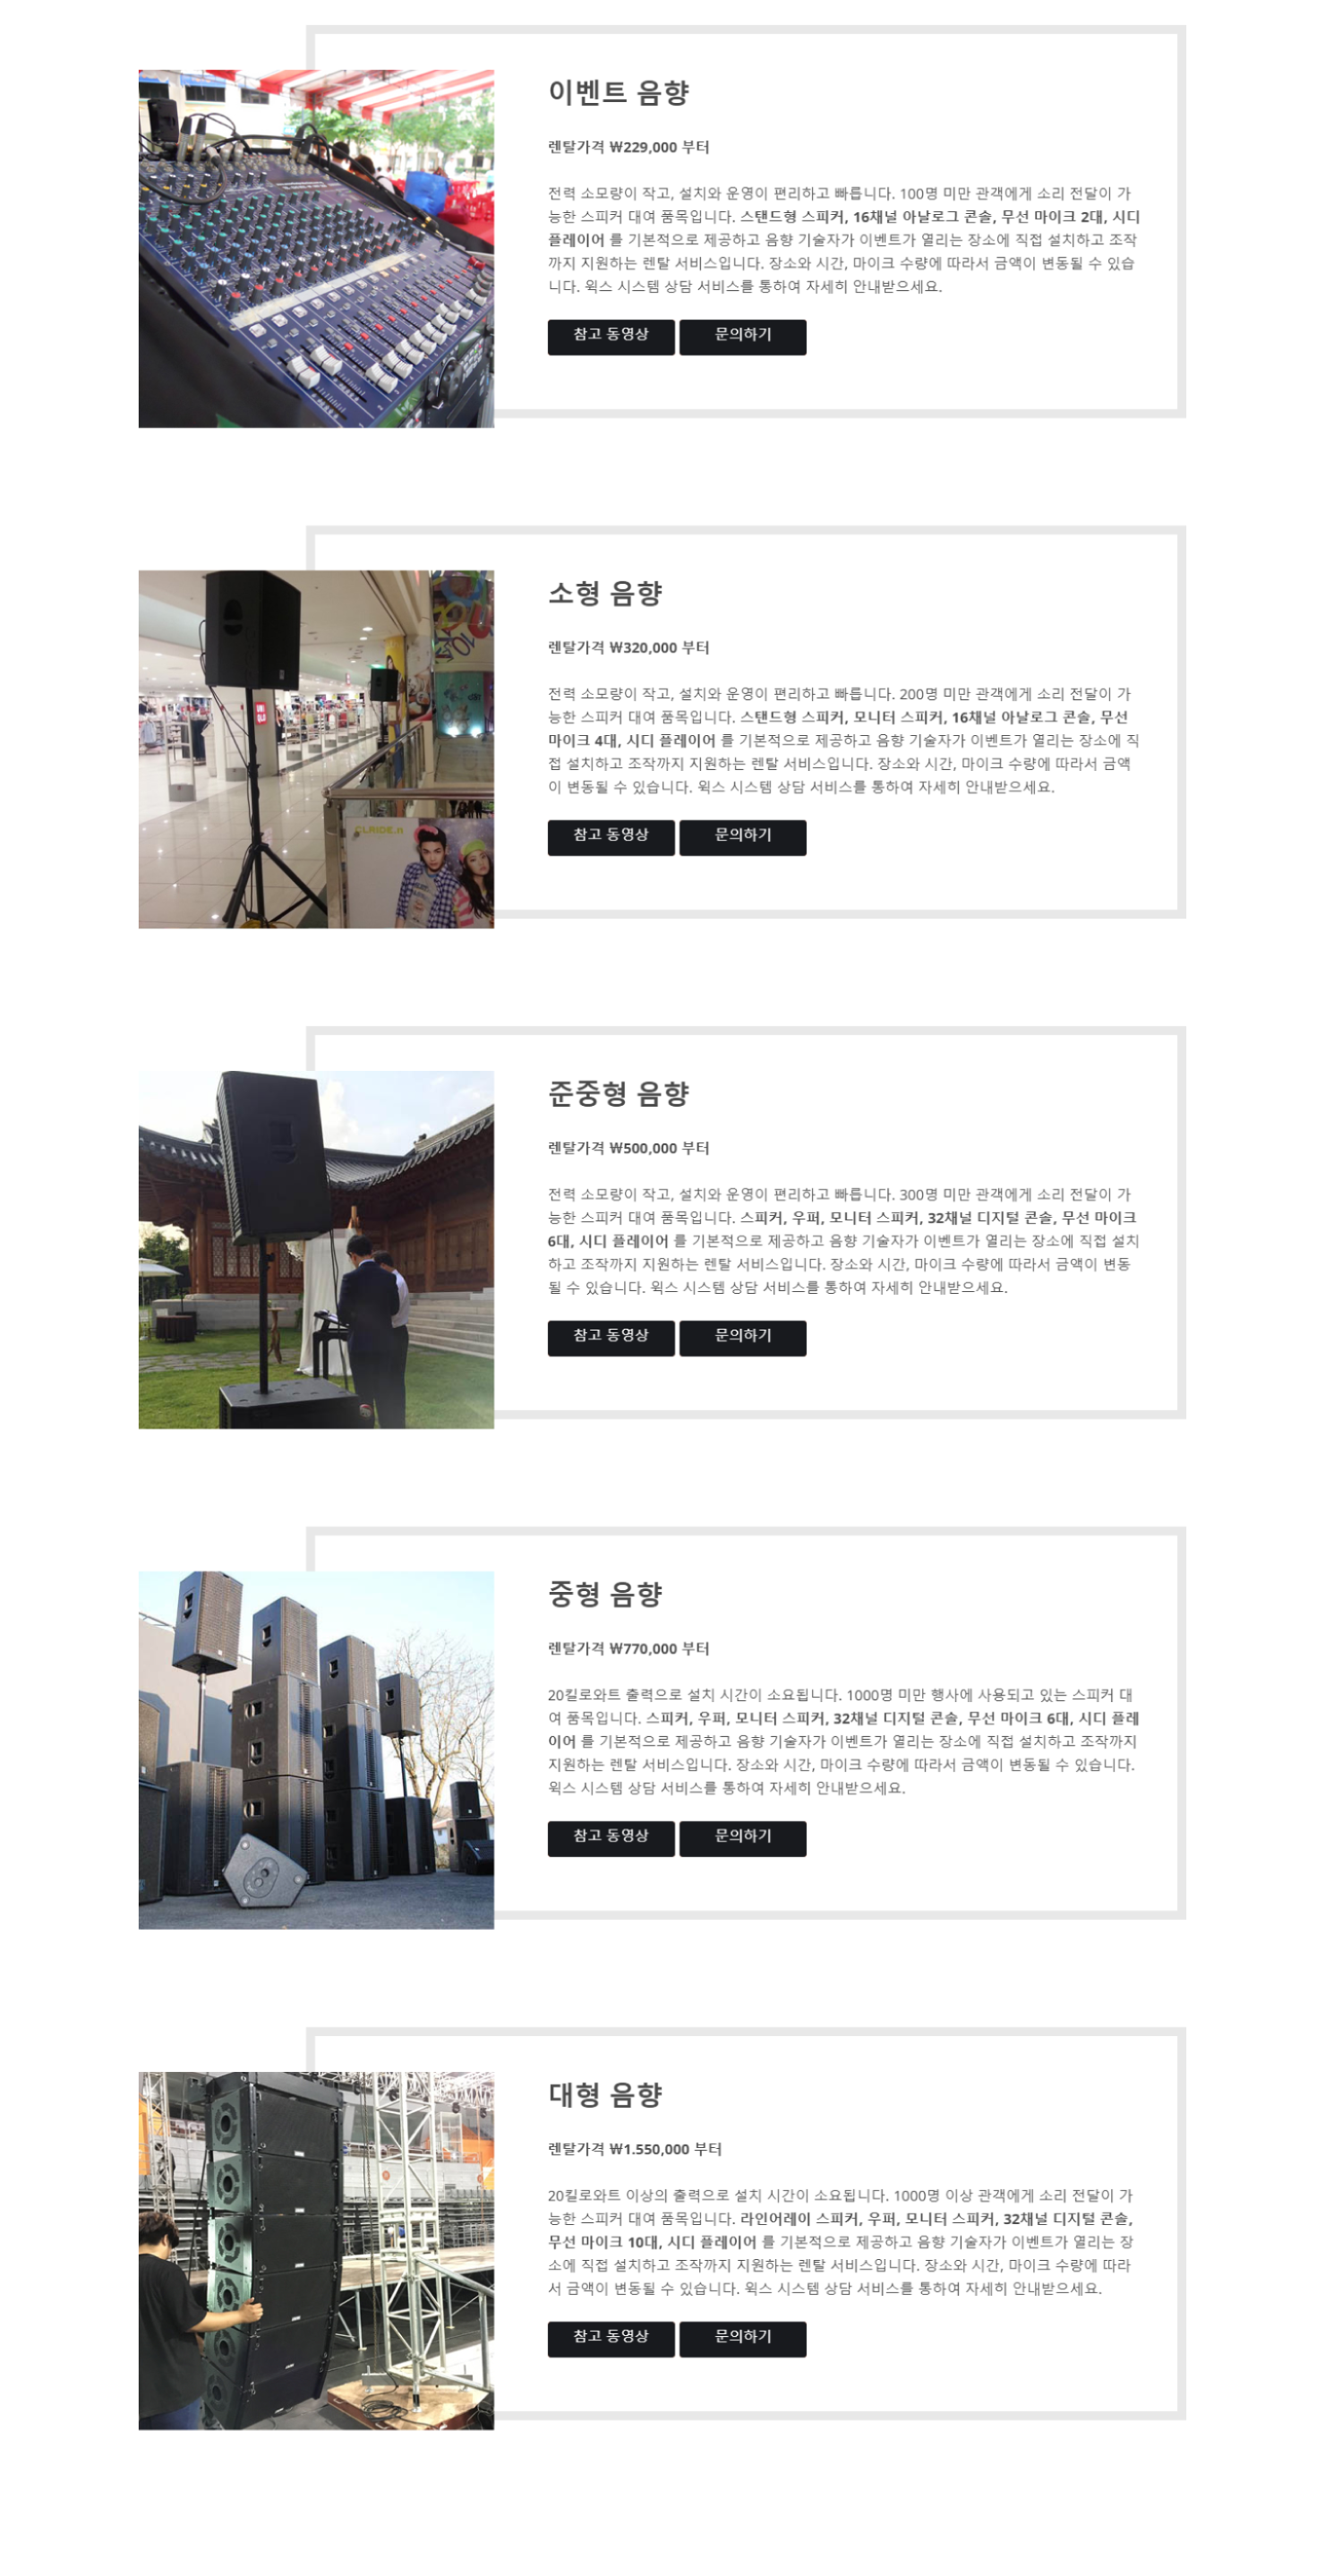 이벤트 음향
렌탈가격 ₩229,000 부터
전력 소모량이 작고, 설치와 운영이 편리하고 빠릅니다. 100명 미만 관객에게 소리 전달이 가
능한 스피커 대여 품목입니다. 스탠드형 스피커, 16채널 아날로그 콘솔, 무선 마이크 2대, 시디
플레이어 를 기본적으로 제공하고 음향 기술자가 이벤트가 열리는 장소에 직접 설치하고 조작
까지 지원하는 렌탈 서비스입니다. 장소와 시간, 마이크 수량에 따라서 금액이 변동될 수 있습
니다. 윅스 시스템 상담 서비스를 통하여 자세히 안내받으세요.
참고 동영상 문의하기
소형 음향
렌탈가격 ₩320,000 부터
전력 소모량이 작고, 설치와 운영이 편리하고 빠릅니다. 200명 미만 관객에게 소리 전달이 가
능한 스피커 대여 품목입니다. 스탠드형 스피커, 모니터 스피커, 16채널 아날로그 콘솔, 무선
마이크 4대, 시디 플레이어 를 기본적으로 제공하고 음향 기술자가 이벤트가 열리는 장소에 직
접 설치하고 조작까지 지원하는 렌탈 서비스입니다. 장소와 시간, 마이크 수량에 따라서 금액
이 변동될 수 있습니다. 윅스 시스템 상담 서비스를 통하여 자세히 안내받으세요.
참고 동영상 문의하기
준중형 음향
렌탈가격 ₩500,000 부터
전력 소모량이 작고, 설치와 운영이 편리하고 빠릅니다. 300명 미만 관객에게 소리 전달이 가
능한 스피커 대여 품목입니다. 스피커, 우퍼, 모니터 스피커, 32채널 디지털 콘솔, 무선 마이크
6대, 시디 플레이어 를 기본적으로 제공하고 음향 기술자가 이벤트가 열리는 장소에 직접 설치
하고 조작까지 지원하는 렌탈 서비스입니다. 장소와 시간, 마이크 수량에 따라서 금액이 변동
될 수 있습니다. 윅스 시스템 상담 서비스를 통하여 자세히 안내받으세요.
참고 동영상 문의하기
중형 음향
렌탈가격 ₩770,000 부터
20킬로와트 출력으로 설치 시간이 소요됩니다. 1000명 미만 행사에 사용되고 있는 스피커 대
여 품목입니다. 스피커, 우퍼, 모니터 스피커, 32채널 디지털 콘솔, 무선 마이크 6대, 시디 플레
이어 를 기본적으로 제공하고 음향 기술자가 이벤트가 열리는 장소에 직접 설치하고 조작까지
지원하는 렌탈 서비스입니다. 장소와 시간, 마이크 수량에 따라서 금액이 변동될 수 있습니다.
윅스 시스템 상담 서비스를 통하여 자세히 안내받으세요.
참고 동영상 문의하기
대형 음향
렌탈가격 ₩1.550,000 부터
20킬로와트 이상의 출력으로 설치 시간이 소요됩니다. 1000명 이상 관객에게 소리 전달이 가
능한 스피커 대여 품목입니다. 라인어레이 스피커, 우퍼, 모니터 스피커, 32채널 디지털 콘솔,
무선 마이크 10대, 시디 플레이어 를 기본적으로 제공하고 음향 기술자가 이벤트가 열리는 장
소에 직접 설치하고 조작까지 지원하는 렌탈 서비스입니다. 장소와 시간, 마이크 수량에 따라
서 금액이 변동될 수 있습니다. 윅스 시스템 상담 서비스를 통하여 자세히 안내받으세요.
참고 동영상 문의하기